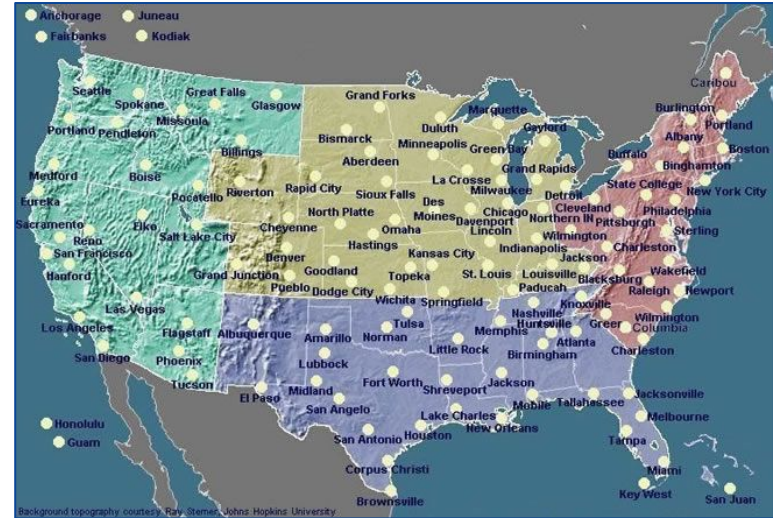 Anchorage
Juneau
Fairbanks
Kodiak
Caribou
Seattle
Spokane
Great Falls
Glasgow
Grand Forks
Marquette
Burlington
Portland
Pendleton
Missoula
Duluth
Gaylord
Albany
Portland
Bismarck
Minneapolis
Green Bay
Boston
Billings
Aberdeen
Buffalo
Binghamton
Medford
Boise
La Crosse
Grand Rapids
State College
Eureka
Pocatello
Riverton
Rapid City
Sioux Falls
Milwaukee
Detroit
New York City
Des
Moines
Davenport
Chicago
Cleveland
Philadelphia
North Platte
Northern IN
Pittsburgh
Sacramento
Reno
Elko
Salt Lake City
Cheyenne
Omaha
Lincoln
Wilmington
Sterling
San Francisco
Hastings
Indianapolis
Charleston
Hanford
Grand Junction
Denver
Goodland
Kansas City
Jackson
Wakefield
Topeka
St. Louis
Louisville
Blacksburg
Pueblo
Dodge City
Paducah
Raleigh
Newport
Las Vegas
Wichita
Springfield
Knoxville
Nashville
Wilmington
Los Angeles
Flagstaff
Albuquerque
Amarillo
Tulsa
Norman
Memphis
Huntsville
Greer
Columbia
San Diego
Phoenix
Little Rock
Birmingham
Atlanta
Charleston
Lubbock
Tucson
El Paso
Midland
Fort Worth
Shreveport
Jackson
Jacksonville
San Angelo
Mobile
Tallahassee
Honolulu
Lake Charles
Melbourne
Guam
San Antonio
Houston
New Orleans
Tampa
Corpus Christi
Miami
Brownsville
Key West
San Juan
Background topography courtesy Ray Sterner, Johns Hopkins University